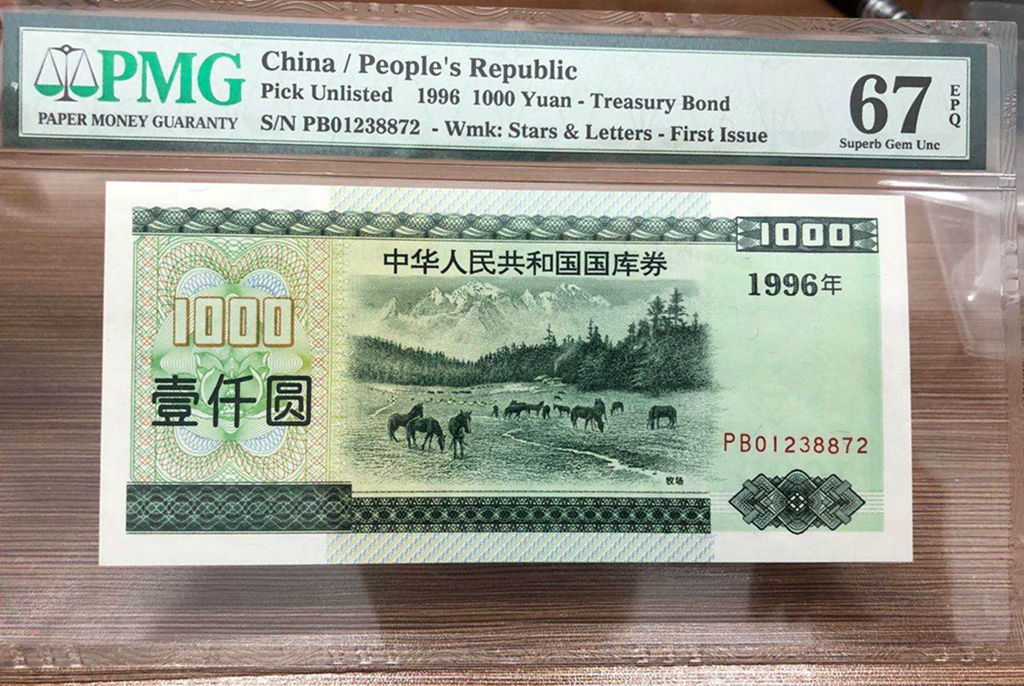 PMG
PAPER MONEY GUARANTY
China / People's Republic
Pick Unlisted 1996 1000 Yuan - Treasury Bond
S/N PB01238872 - Wmk: Stars & Letters - First Issue
67
EPQ
Superb Gem Unc
1000
中华人民共和国国库券
1996年
1000
壹仟圆
PB01238872
牧场